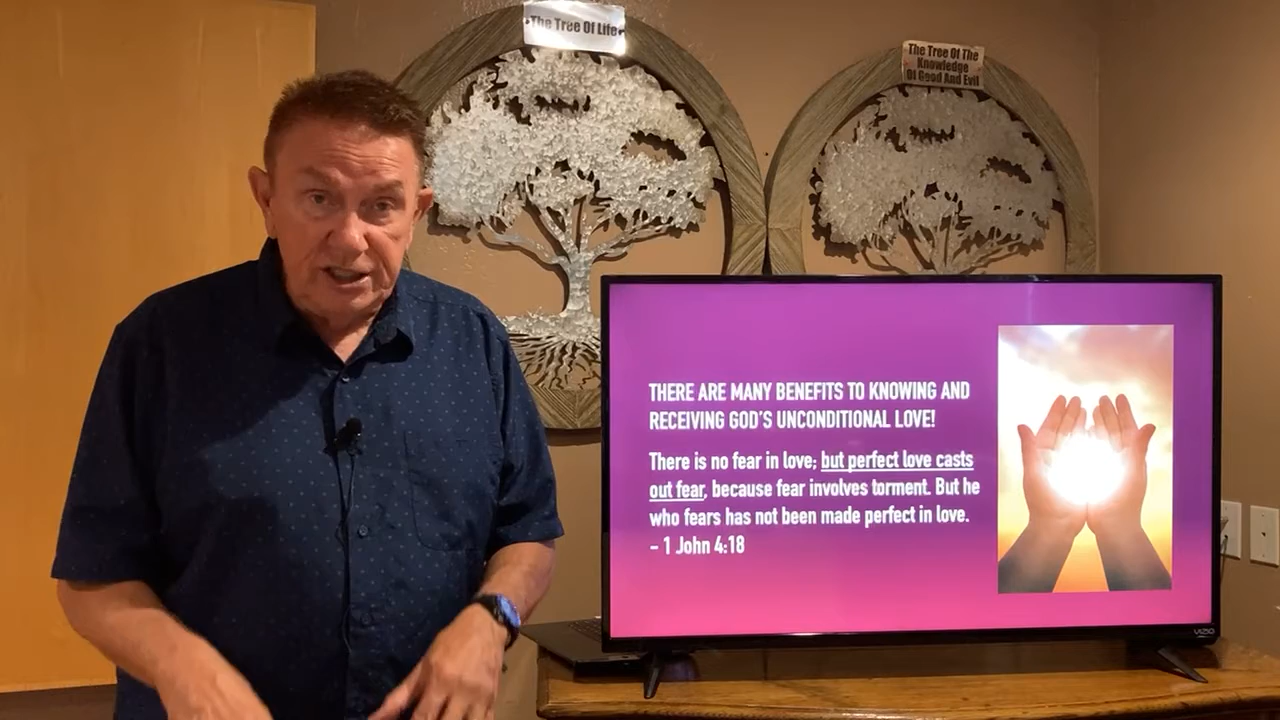 The Tree Of Life
The Tree Of The
Knowledge
Of Good And Evil
THERE ARE MANY BENEFITS TO KNOWING AND
RECEIVING GOD'S UNCONDITIONAL LOVE!
There is no fear in love; but perfect love casts
out fear, because fear involves torment. But he
who fears has not been made perfect in love.
– 1 John 4:18
VIZIO